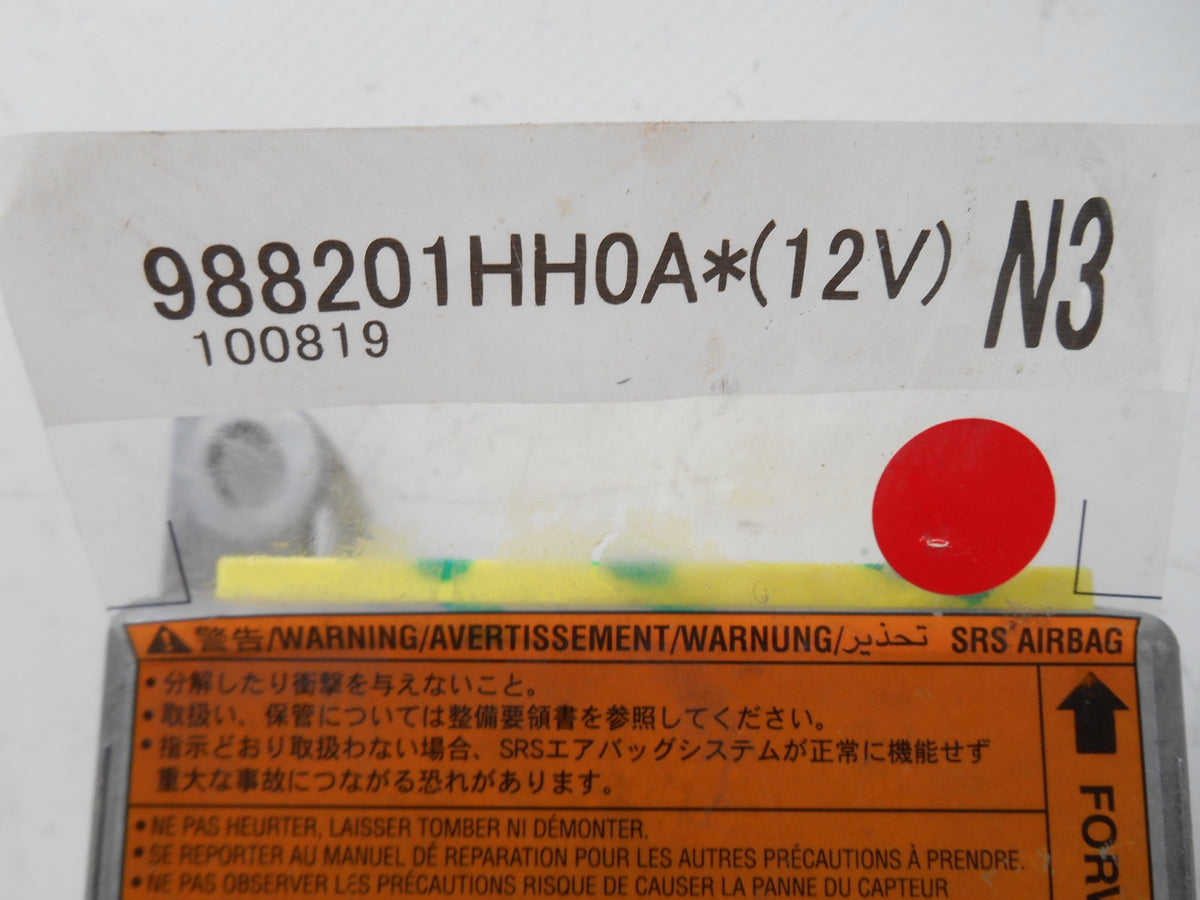 988201HH0A*(12V) N3
100819
警告/WARNING/AVERTISSEMENT/WARNUNG/تحذير SRS AIRBAG
•分解したり衝撃を与えないこと。
•取扱い、保管については整備要領書を参照してください。
•指示どおり取扱わない場合、SRSエアバッグシステムが正常に機能せず
重大な事故につながる恐れがあります。
•NE PAS HEURTER, LAISSER TOMBER NI DÉMONTER.
•SE REPORTER AU MANUEL DE REPARATION POUR LES AUTRES PRÉCAUTIONS À PRENDRE.
•NE PAS OBSERVER LES PRÉCAUTIONS RISQUE DE CAUSER LA PANNE DU CAPTEUR
FORW